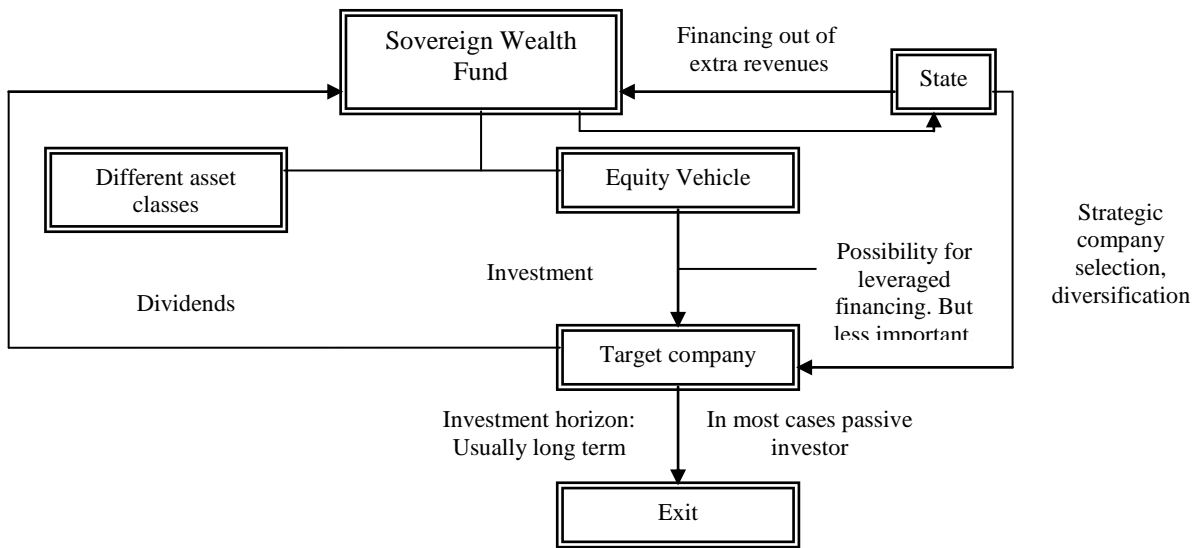 Sovereign Wealth
Fund
Financing out of
extra revenues
State
Different asset
classes
Equity Vehicle
Strategic
company
selection,
diversification
Possibility for
leveraged
financing. But
less important.
Investment
Dividends
Target company
Investment horizon:
Usually long term
In most cases passive
investor
Exit